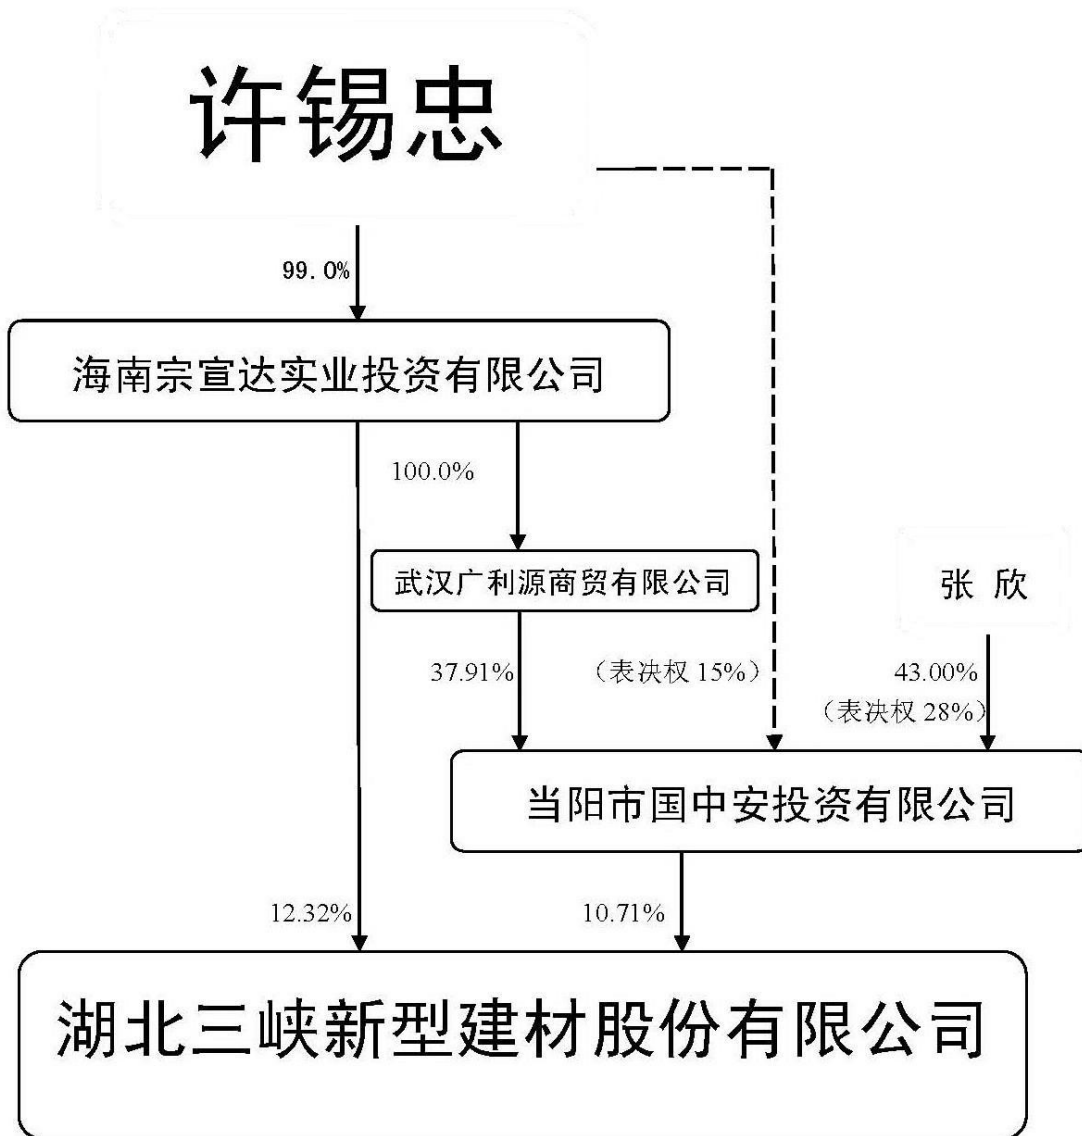 许锡忠
99.0%
海南宗宣达实业投资有限公司
100.0%
武汉广利源商贸有限公司
张 欣
37.91%
（表决权 15%）
43.00%
（表决权 28%）
当阳市国中安投资有限公司
12.32%
10.71%
湖北三峡新型建材股份有限公司